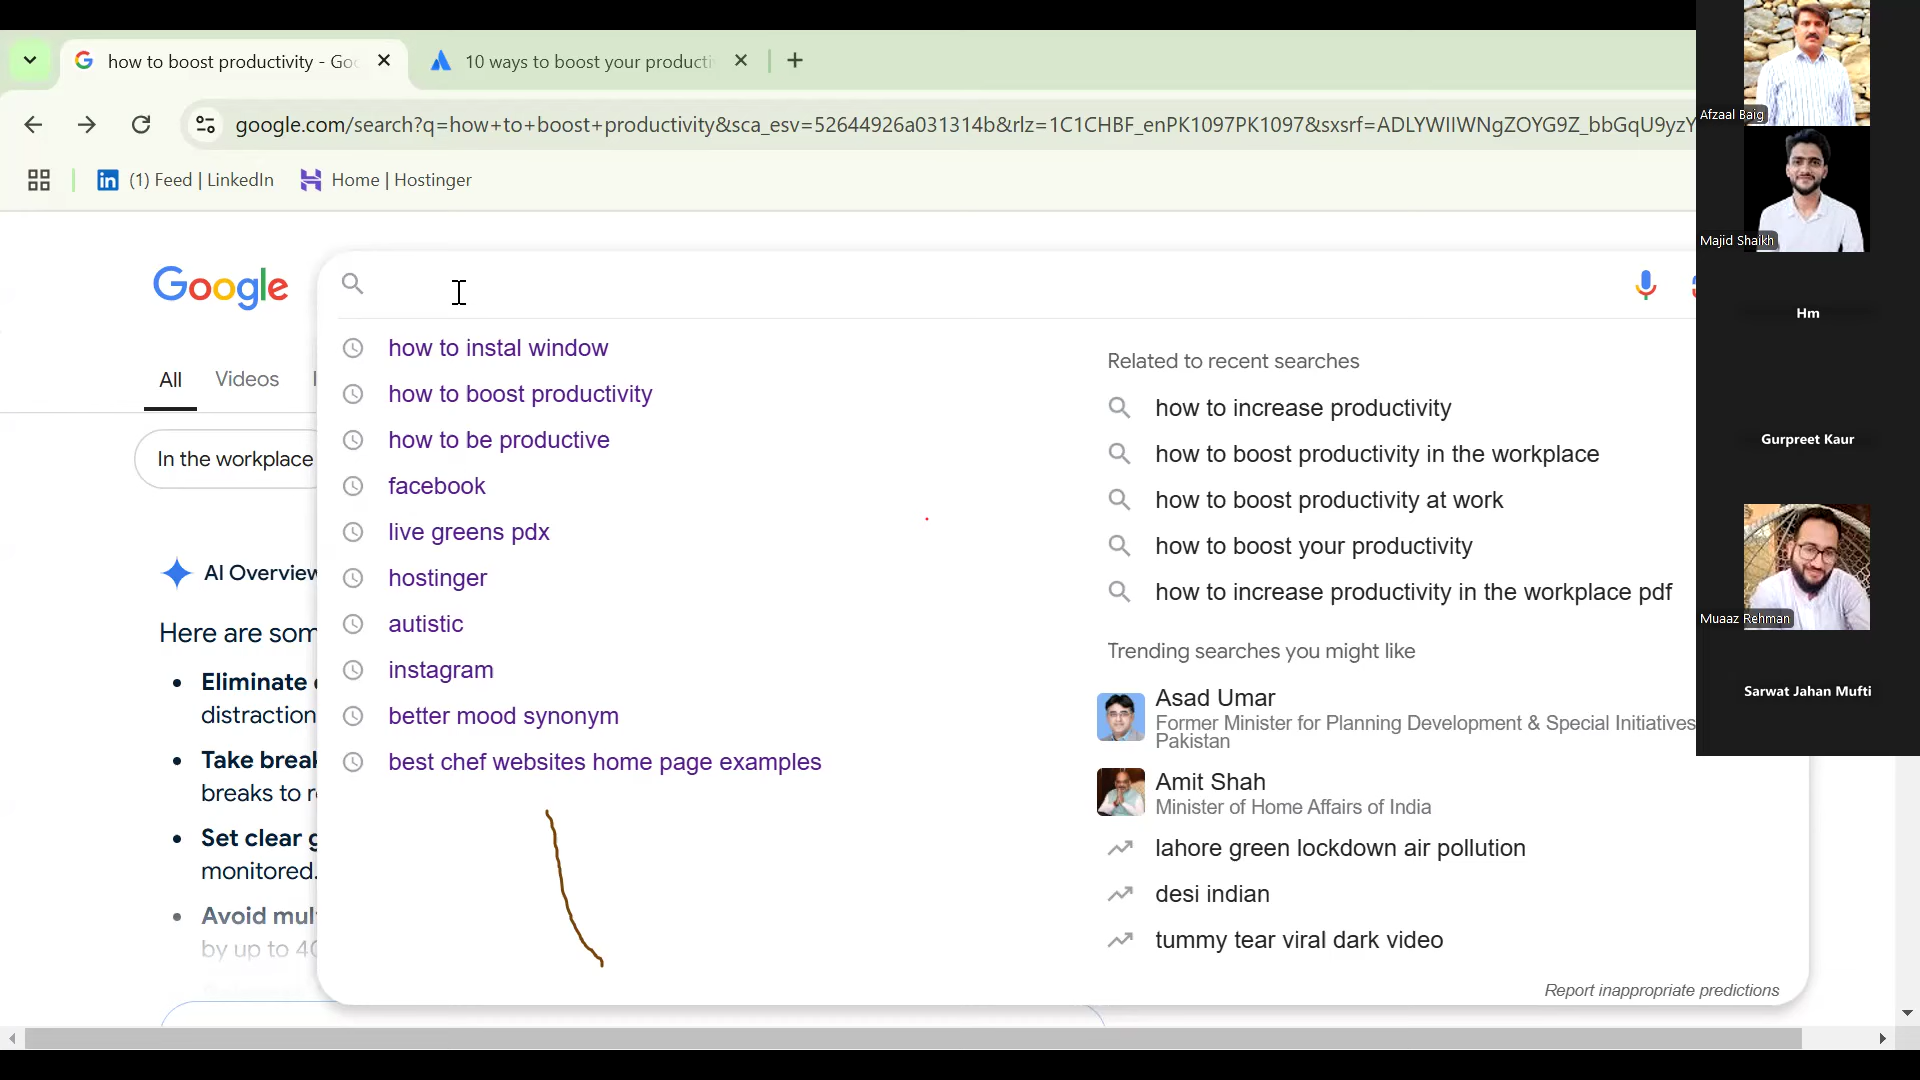 how to boost productivity - Goo
10 ways to boost your producti
google.com/search?q=how+to+boost+productivity&sca_esv=52644926a031314b&rlz=1C1CHBF_enPK1097PK1097&sxsrf=ADLYWIIWNgZOYG9Z_bbGqU9yzY
(1) Feed | LinkedIn
Home | Hostinger
Google
All
Videos
In the workplace
AI Overview
Here are som
Eliminate
distraction
Take break
breaks to r
Set clear g
monitored.
Avoid mul
by up to 40
how to instal window
how to boost productivity
how to be productive
facebook
live greens pdx
hostinger
autistic
instagram
better mood synonym
best chef websites home page examples
Related to recent searches
how to increase productivity
how to boost productivity in the workplace
how to boost productivity at work
how to boost your productivity
how to increase productivity in the workplace pdf
Trending searches you might like
Asad Umar
Former Minister for Planning Development & Special Initiatives
Pakistan
Amit Shah
Minister of Home Affairs of India
lahore green lockdown air pollution
desi indian
tummy tear viral dark video
Report inappropriate predictions
Afzaal Baig
Majid Shaikh
Hm
Gurpreet Kaur
Muaaz Rehman
Sarwat Jahan Mufti